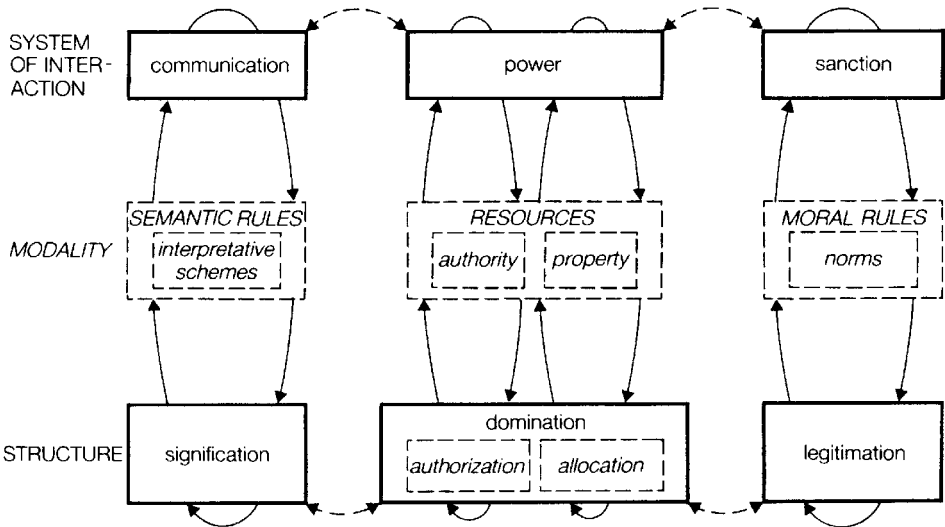 SYSTEM
OF INTER-
ACTION
communication
power
sanction
MODALITY
SEMANTIC RULES
interpretative
schemes
RESOURCES
authority
property
MORAL RULES
norms
STRUCTURE
signification
domination
authorization
allocation
legitimation